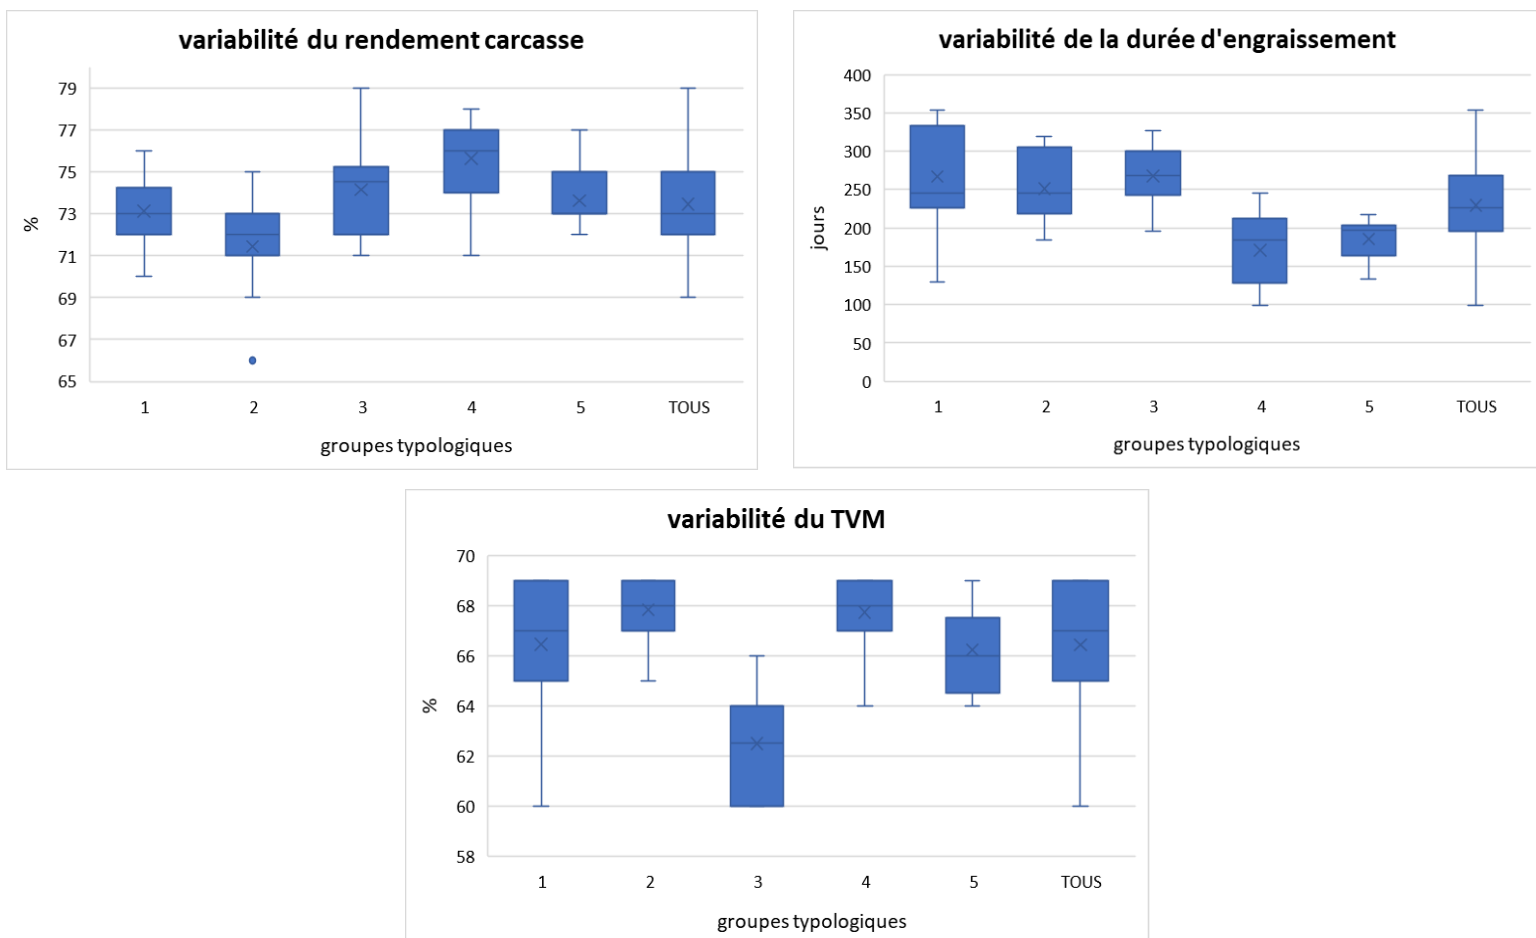 variabilité du rendement carcasse
%
79
77
75
73
71
69
67
65
1 2 3 4 5 TOUS
groupes typologiques
variabilité de la durée d'engraissement
jours
400
350
300
250
200
150
100
50
0
1 2 3 4 5 TOUS
groupes typologiques
variabilité du TVM
%
70
68
66
64
62
60
58
1 2 3 4 5 TOUS
groupes typologiques